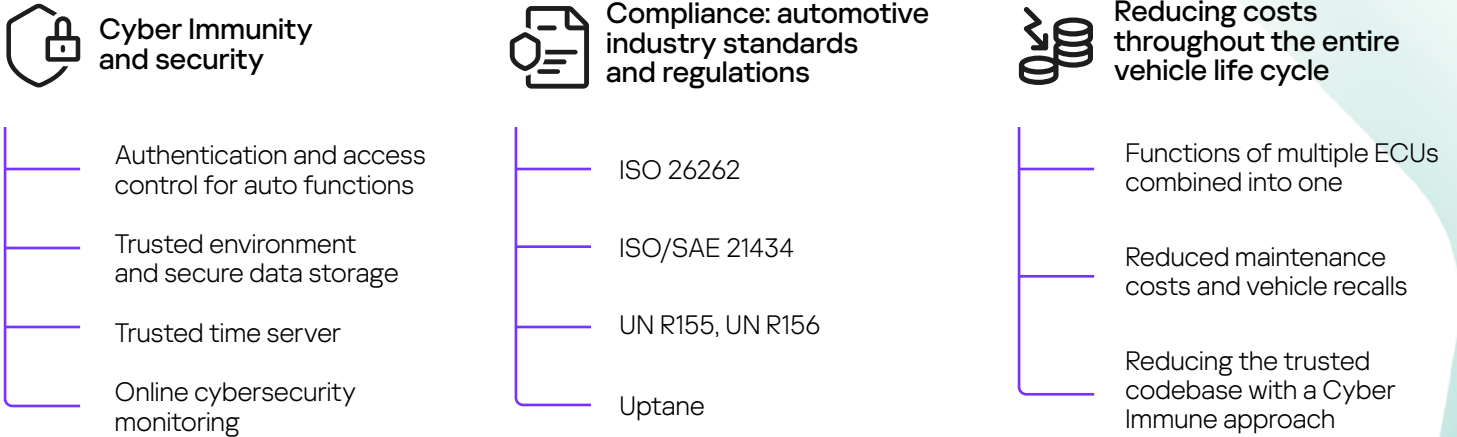 Cyber Immunity
and security
Authentication and access
control for auto functions
Trusted environment
and secure data storage
Trusted time server
Online cybersecurity
monitoring
Compliance: automotive
industry standards
and regulations
ISO 26262
ISO/SAE 21434
UN R155, UN R156
Uptane
Reducing costs
throughout the entire
vehicle life cycle
Functions of multiple ECUs
combined into one
Reduced maintenance
costs and vehicle recalls
Reducing the trusted
codebase with a Cyber
Immune approach